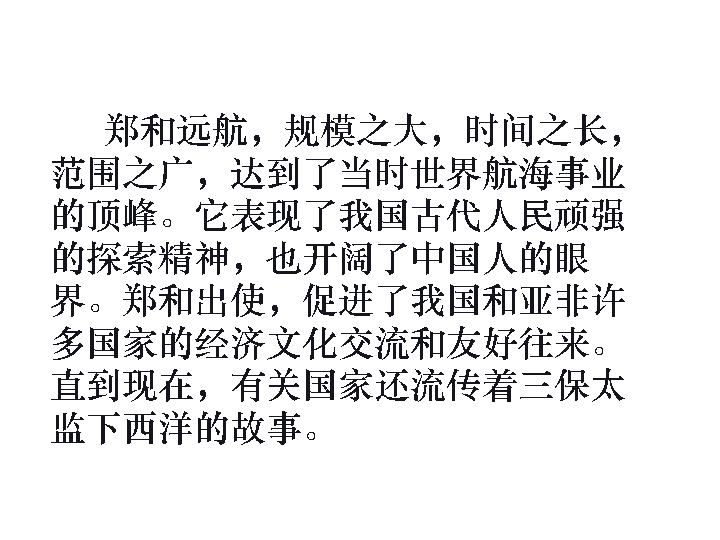 郑和远航，规模之大，时间之长，
范围之广，达到了当时世界航海事业
的顶峰。它表现了我国古代人民顽强
的探索精神，也开阔了中国人的眼
界。郑和出使，促进了我国和亚非许
多国家的经济文化交流和友好往来。
直到现在，有关国家还流传着三保太
监下西洋的故事。